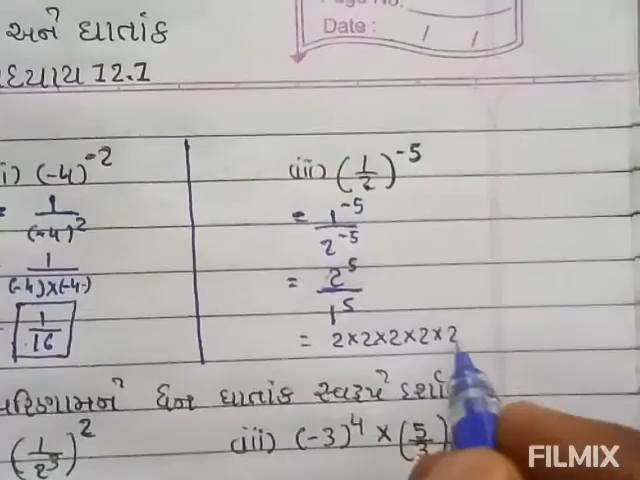 Date : / /
અને ઘાતાંક
12.1
i) (-4)^-2
= 1/(-4)^2
1/(-4)x(-4)
1/16
(iii) (1/2)^-5
= 1^-5/2^-5
= 2^5/1^5
= 2×2×2×2×2
પરિણામને ઘન ઘાતાંક સ્વરૂપે દર્શા
(1/2^3)^2
(iii) (-3)^4 × (5/3)
FILMIX